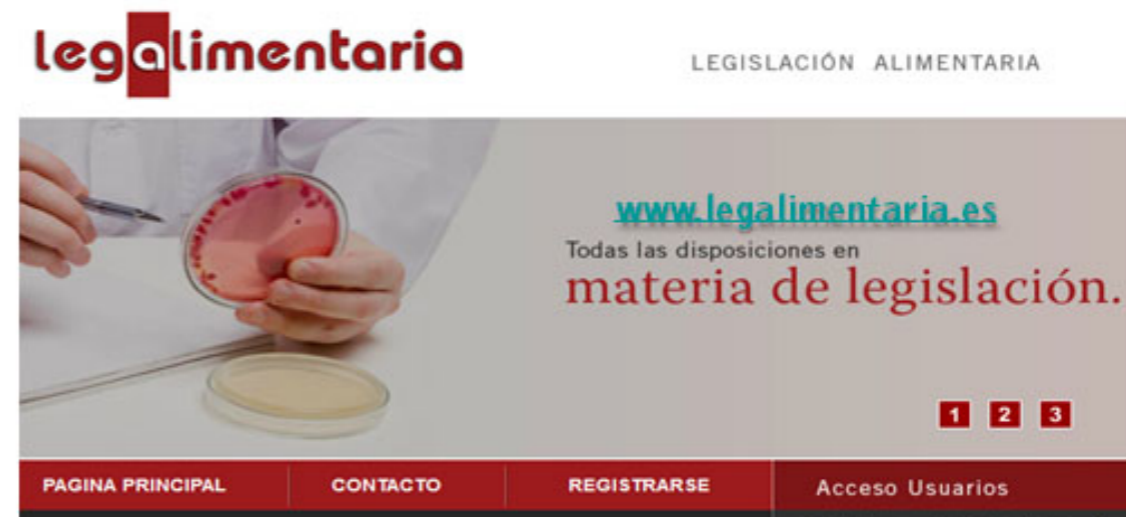 legalimentaria
LEGISLACIÓN ALIMENTARIA
www.legalimentaria.es
Todas las disposiciones en
materia de legislación.
1 2 3
PAGINA PRINCIPAL CONTACTO REGISTRARSE Acceso Usuarios